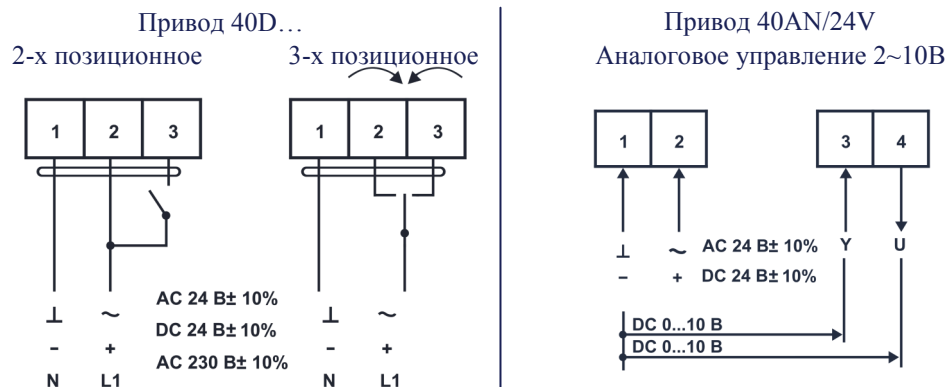 Привод 40D…
2-х позиционное
3-х позиционное
1 2 3
1 2 3
⊥ ~
AC 24 В± 10%
DC 24 В± 10%
AC 230 В± 10%
- +
N L1
⊥ ~
- +
N L1
Привод 40AN/24V
Аналоговое управление 2~10В
1 2
3 4
⊥ ~ AC 24 В± 10% Y U
- + DC 24 В± 10%
DC 0...10 В
DC 0...10 В